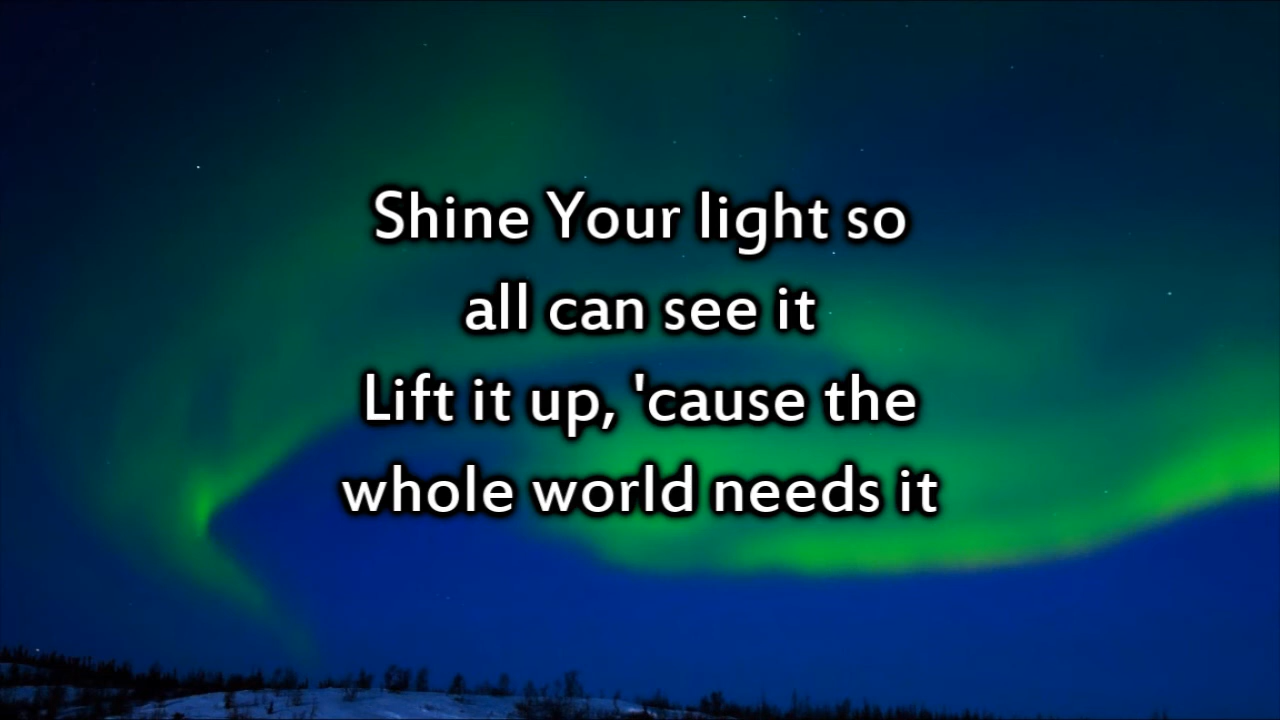 Shine Your light so
all can see it
Lift it up, 'cause the
whole world needs it